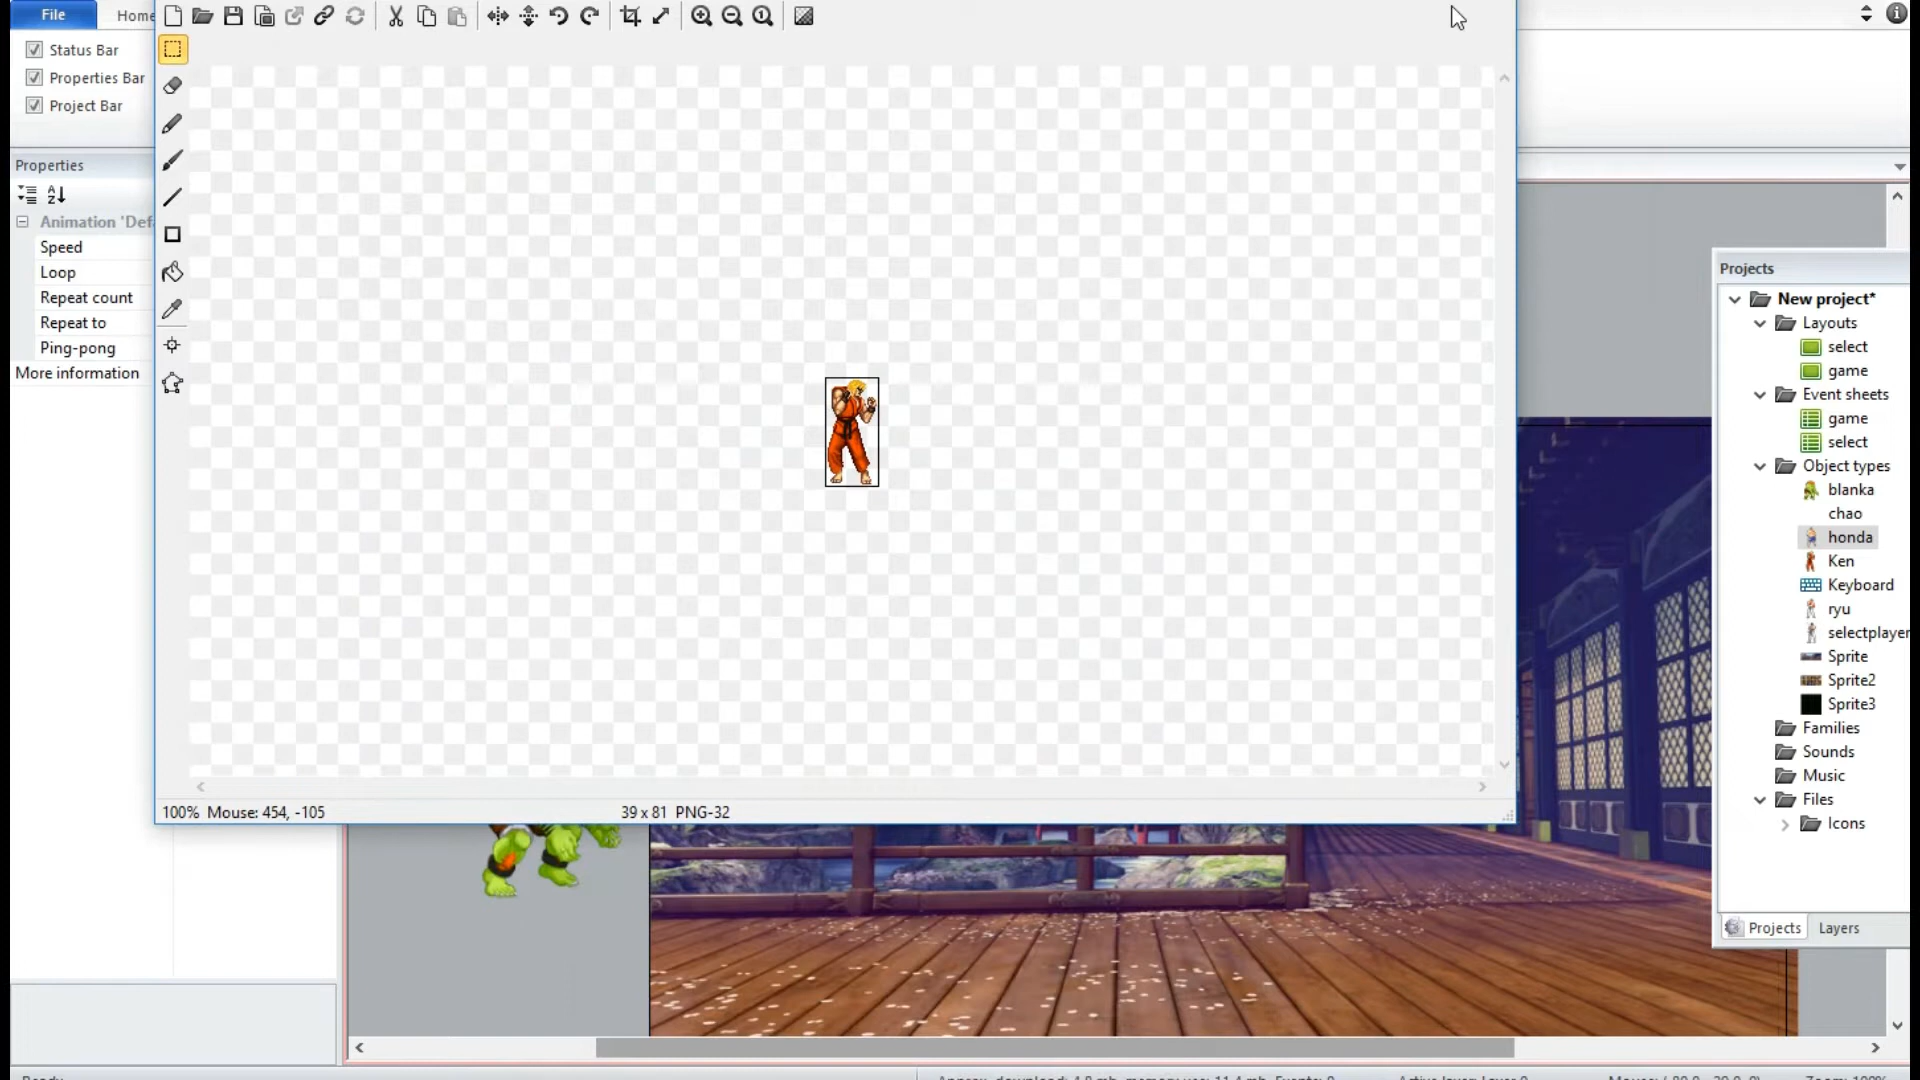 File
Home
Status Bar
Properties Bar
Project Bar
Properties
Animation 'Def
Speed
Loop
Repeat count
Repeat to
Ping-pong
More information
100% Mouse: 454, -105
39 x 81 PNG-32
Projects
New project*
Layouts
select
game
Event sheets
game
select
Object types
blanka
chao
honda
Ken
Keyboard
ryu
selectplayer
Sprite
Sprite2
Sprite3
Families
Sounds
Music
Files
Icons
Projects
Layers